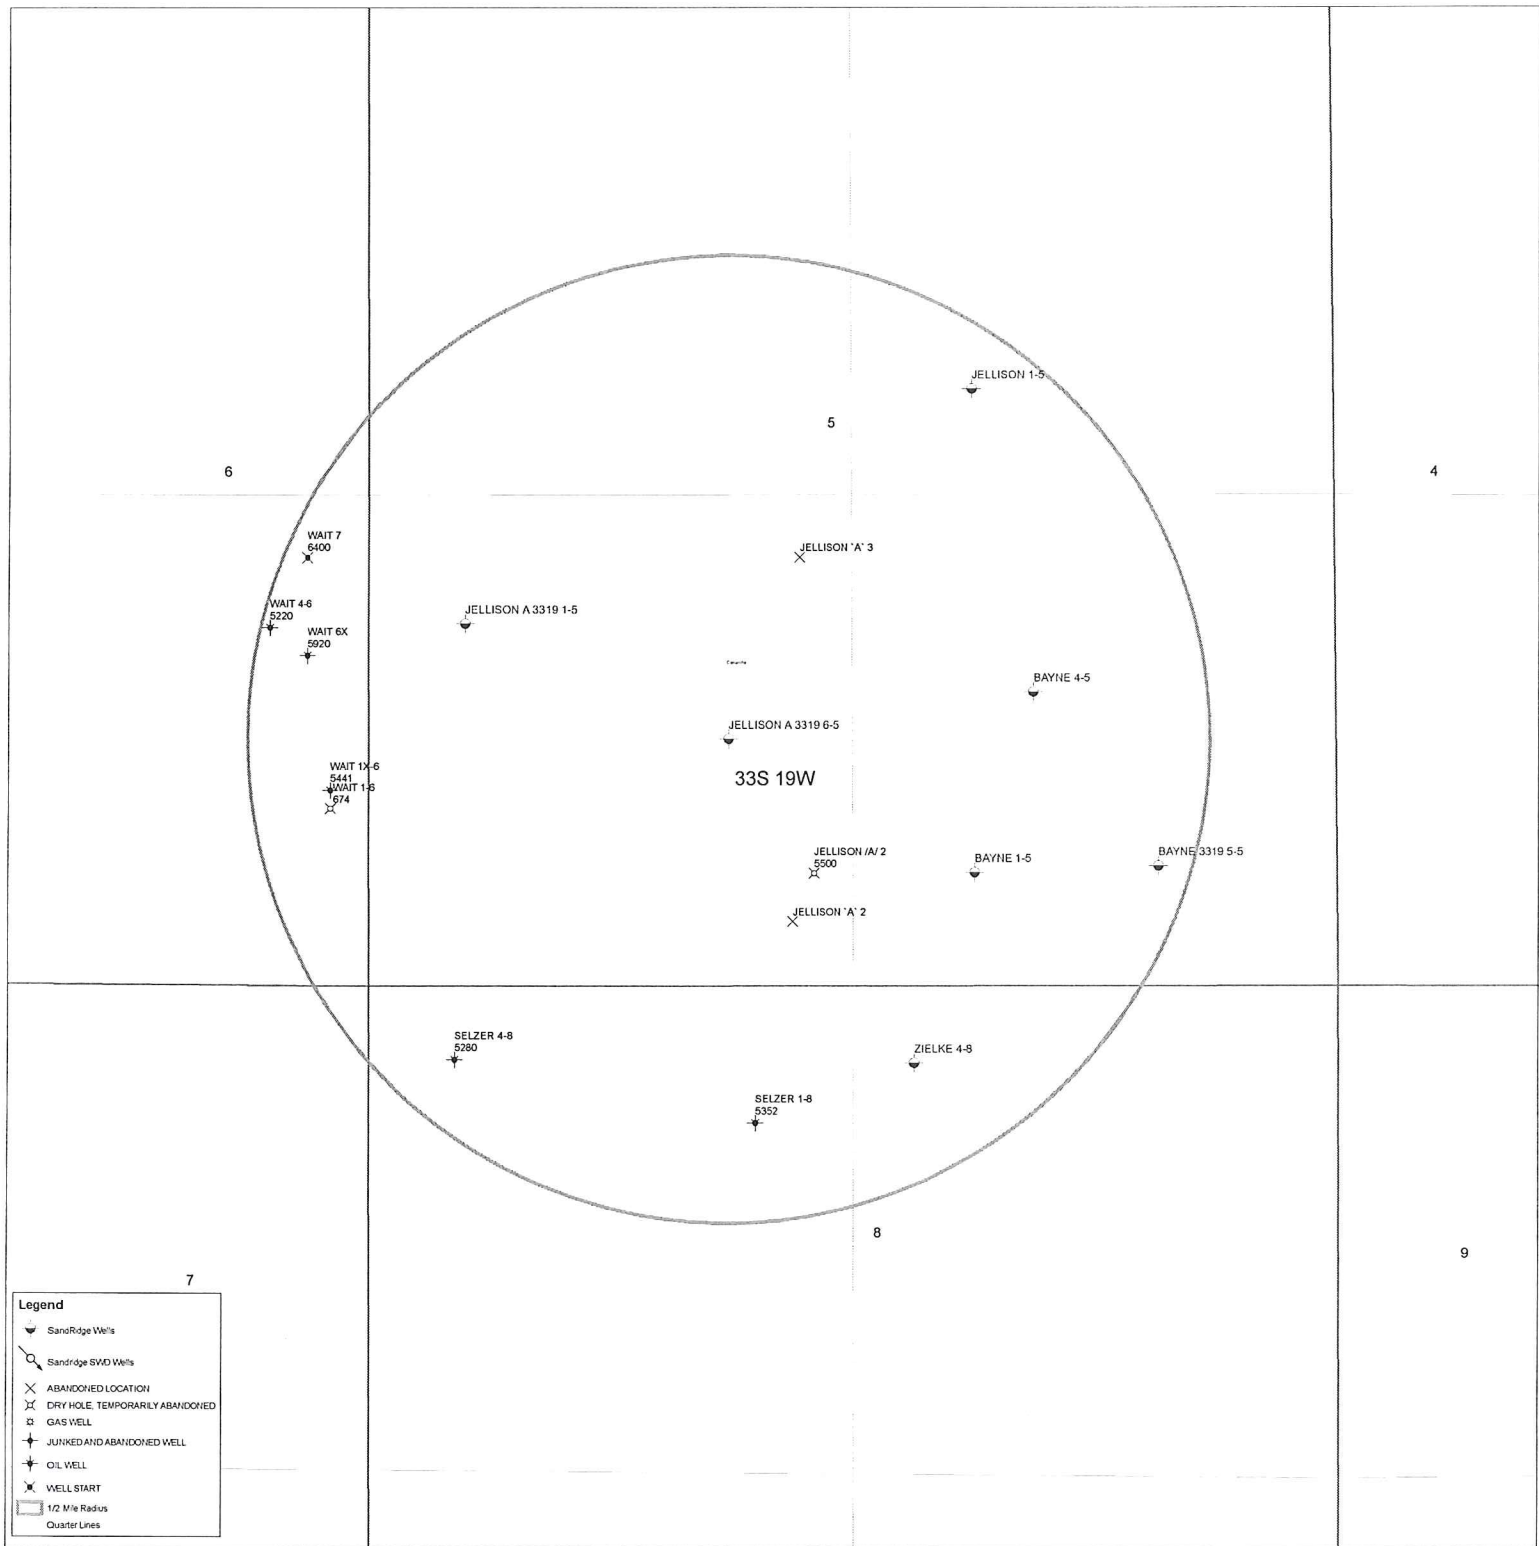 JELLISON 1-5
5
6
4
WAIT 7
6400
JELLISON "A" 3
WAIT 4-6
5220
JELLISON A 3319 1-5
WAIT 6X
5920
BAYNE 4-5
JELLISON A 3319 6-5
33S 19W
WAIT 1X-6
5441
WAIT 1-6
674
JELLISON /A/ 2
5500
BAYNE 1-5
BAYNE 3319 5-5
JELLISON "A" 2
SELZER 4-8
5280
ZIELKE 4-8
SELZER 1-8
5352
8
9
7
Legend
SandRidge Wells
Sandridge SWD Wells
ABANDONED LOCATION
DRY HOLE, TEMPORARILY ABANDONED
GAS WELL
JUNKED AND ABANDONED WELL
OIL WELL
WELL START
1/2 Mile Radius
Quarter Lines